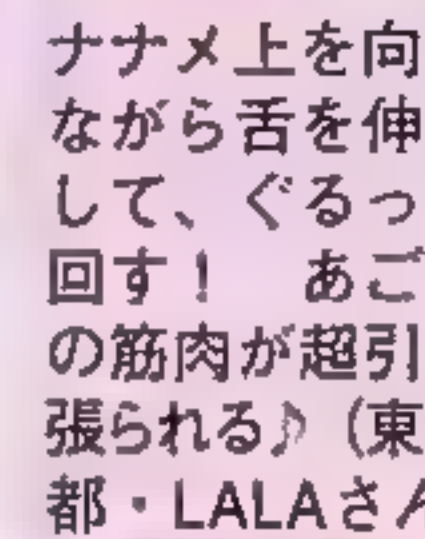 ナナメ上を向
ながら舌を伸
して、ぐるっ
回す！　あご
の筋肉が超引
張られる♪（東
都・LALAさ